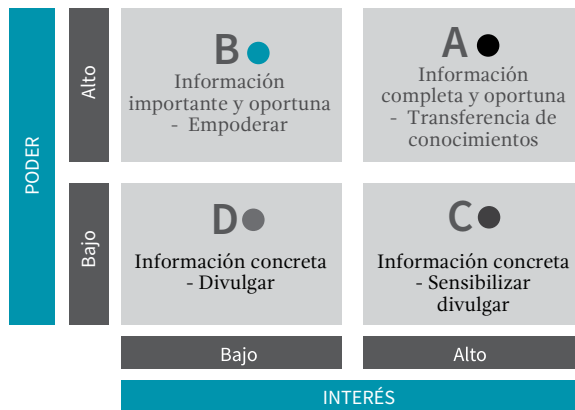 PODER
Alto
B
Información
importante y oportuna
- Empoderar
A
Información
completa y oportuna
- Transferencia de
conocimientos
Bajo
D
Información concreta
- Divulgar
C
Información concreta
- Sensibilizar
divulgar
Bajo
Alto
INTERÉS